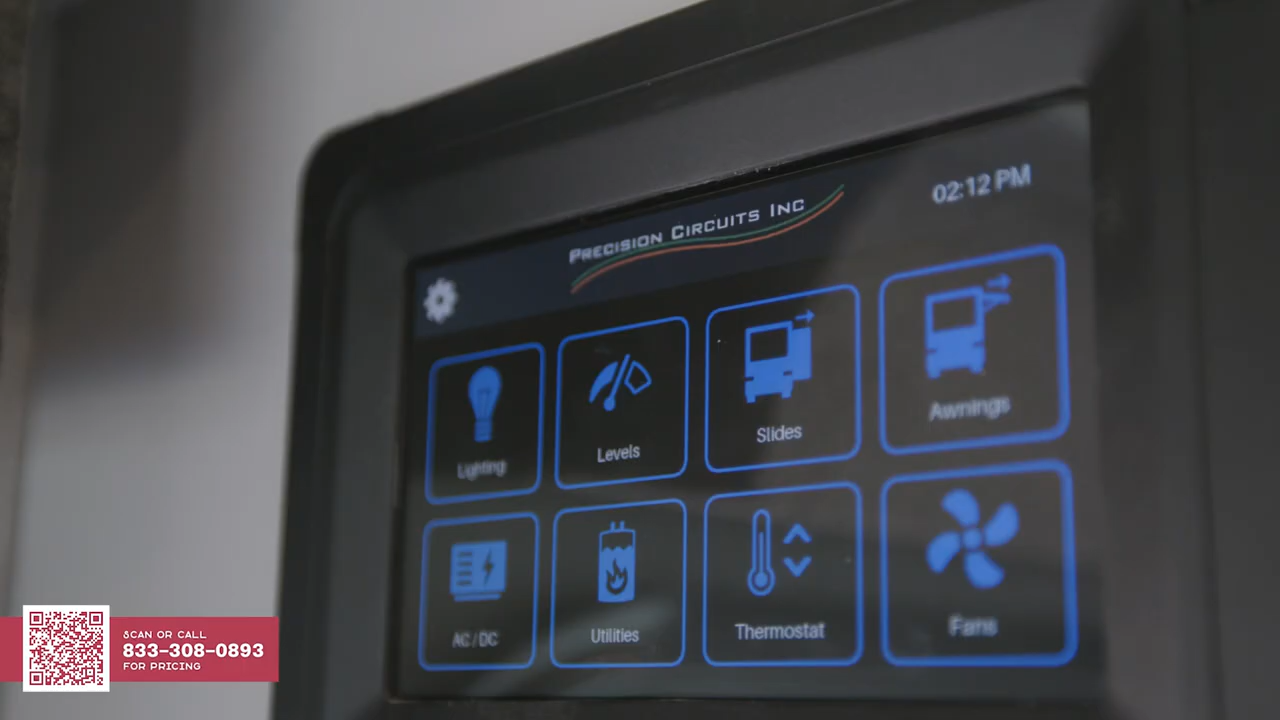 PRECISION CIRCUITS INC
02:12 PM
Lighting
Levels
Slides
Awnings
AC / DC
Utilities
Thermostat
Fans
SCAN OR CALL
833-308-0893
FOR PRICING